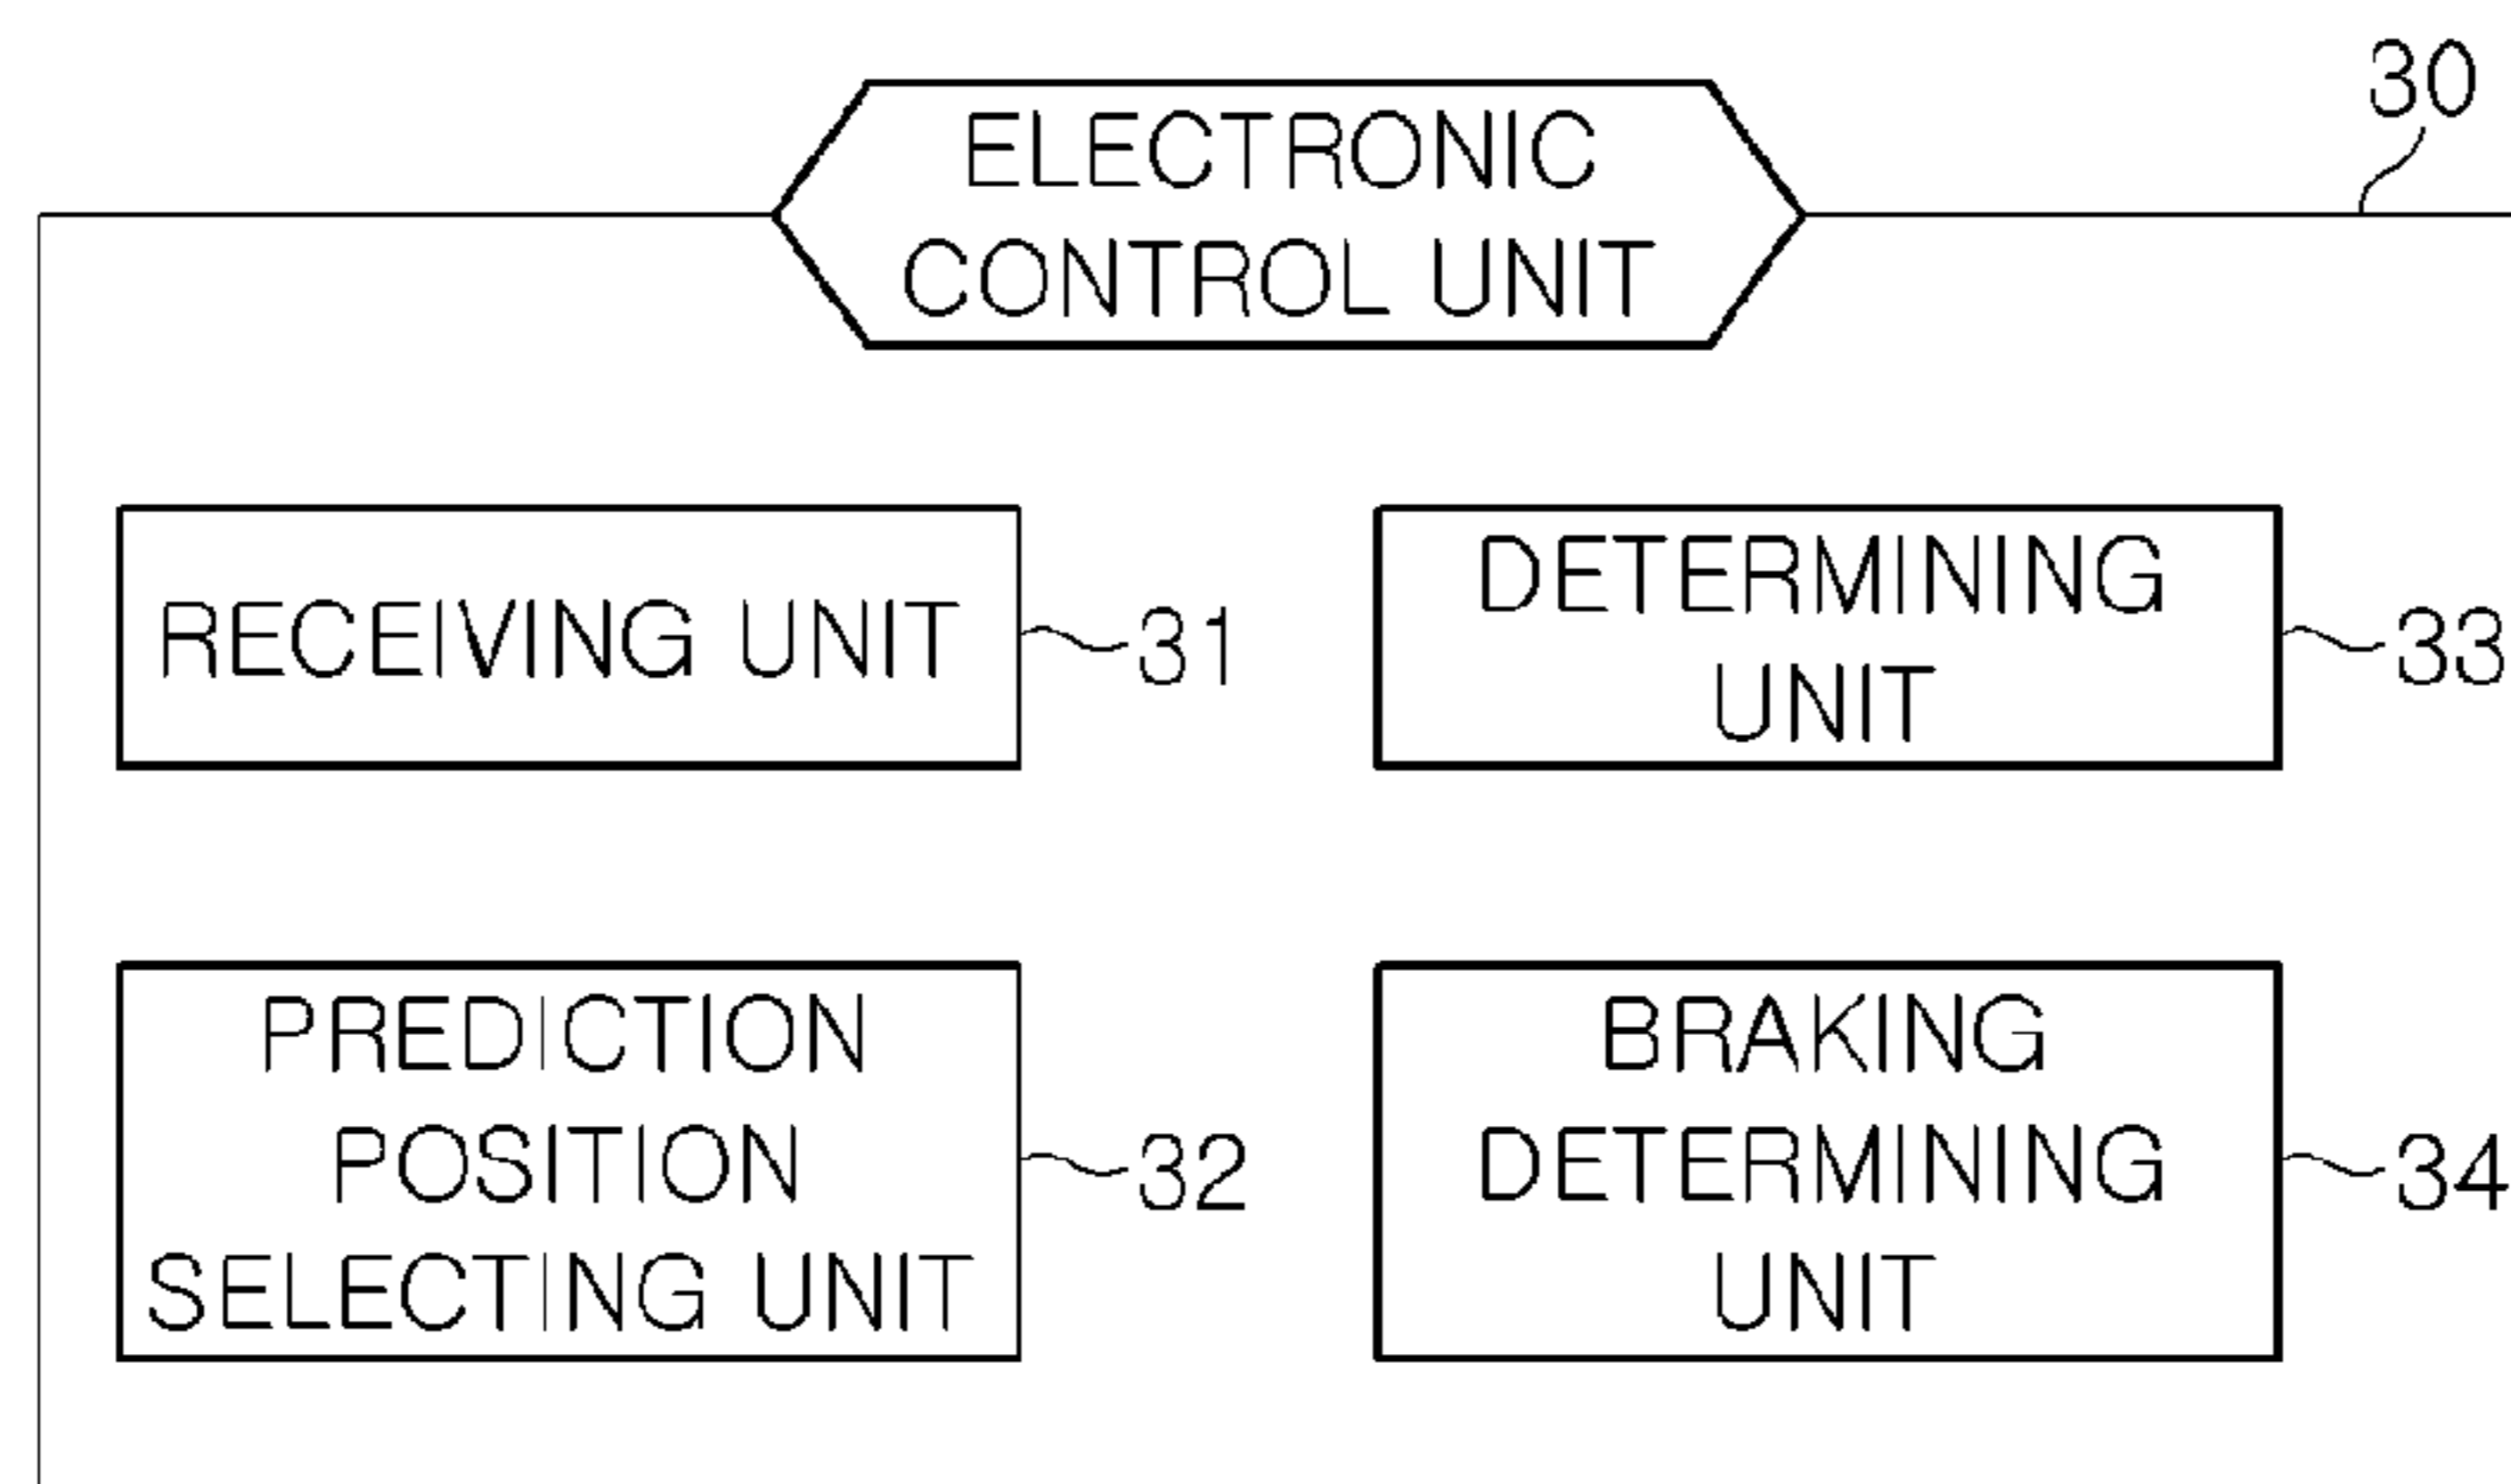 30
ELECTRONIC
CONTROL UNIT
RECEIVING UNIT
31
DETERMINING
UNIT
33
PREDICTION
POSITION
SELECTING UNIT
32
BRAKING
DETERMINING
UNIT
34